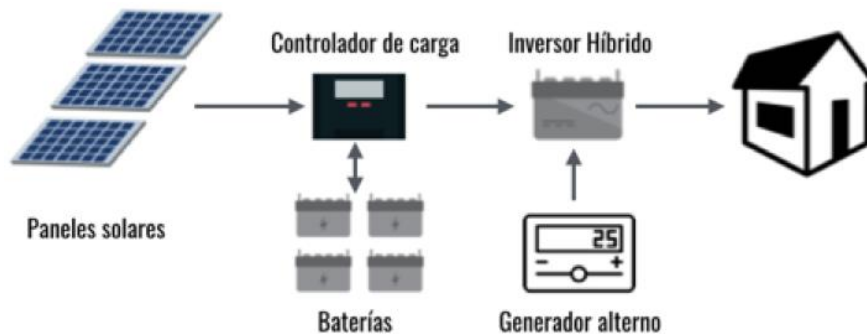 Controlador de carga
Inversor Híbrido
Paneles solares
25
Baterías
Generador alterno